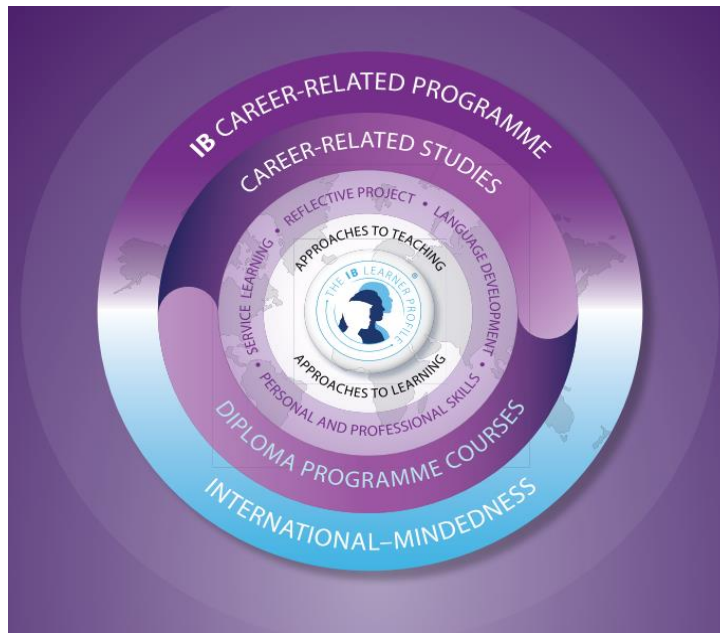 IB CAREER-RELATED PROGRAMME
CAREER-RELATED STUDIES
SERVICE LEARNING • REFLECTIVE PROJECT • LANGUAGE DEVELOPMENT • PERSONAL AND PROFESSIONAL SKILLS •
APPROACHES TO TEACHING
THE IB LEARNER PROFILE ®
APPROACHES TO LEARNING
DIPLOMA PROGRAMME COURSES
INTERNATIONAL–MINDEDNESS